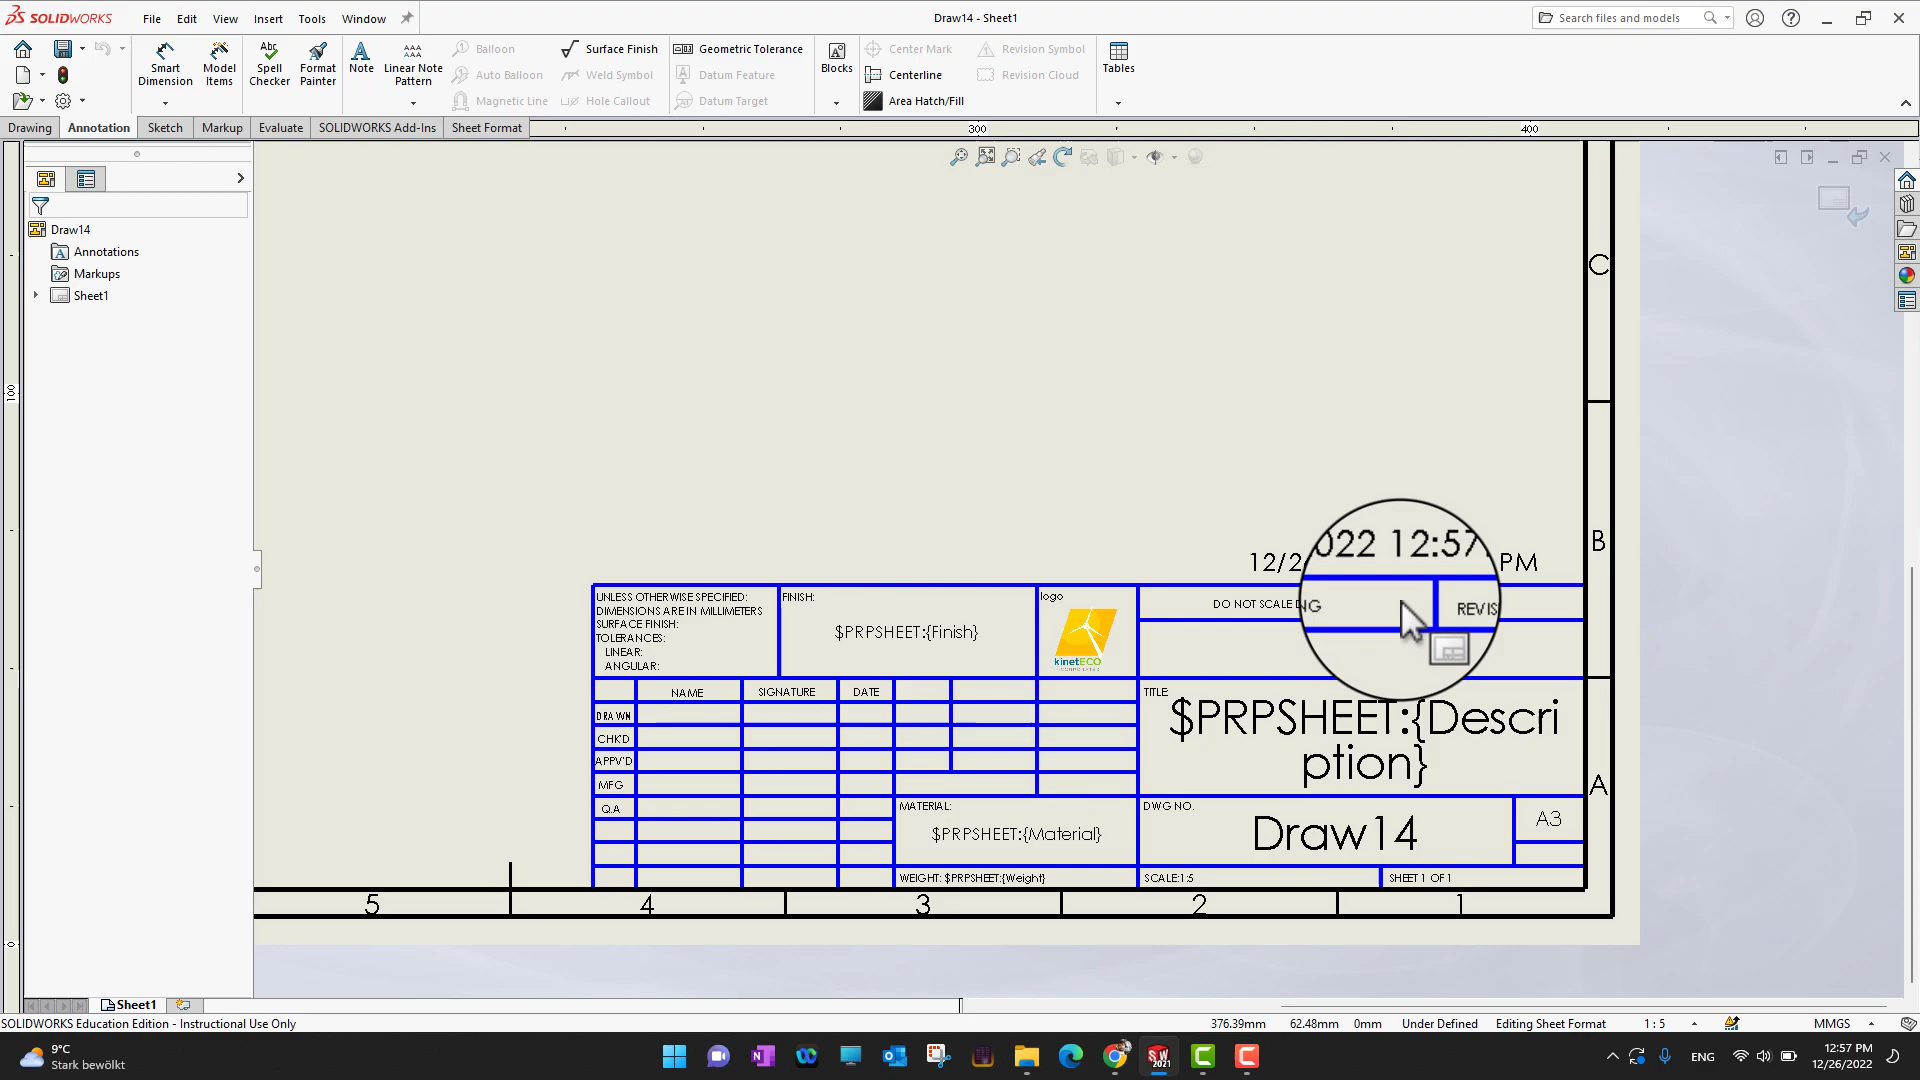 SOLIDWORKS
File Edit View Insert Tools Window
Draw14 - Sheet1
Search files and models
Smart Dimension
Model Items
Spell Checker
Format Painter
Note
Linear Note Pattern
Balloon
Auto Balloon
Magnetic Line
Surface Finish
Weld Symbol
Hole Callout
Geometric Tolerance
Datum Feature
Datum Target
Blocks
Center Mark
Centerline
Area Hatch/Fill
Revision Symbol
Revision Cloud
Tables
Drawing Annotation Sketch Markup Evaluate SOLIDWORKS Add-Ins Sheet Format
300
400
Draw14
Annotations
Markups
Sheet1
100
0
C
B
A
12/2
022 12:57
PM
UNLESS OTHERWISE SPECIFIED:
DIMENSIONS ARE IN MILLIMETERS
SURFACE FINISH:
TOLERANCES:
LINEAR:
ANGULAR:
FINISH:
$PRPSHEET:{Finish}
logo
kinetECO
DO NOT SCALE
NG
REVIS
NAME SIGNATURE DATE
DRAWN
CHK'D
APPV'D
MFG
Q.A
TITLE
$PRPSHEET:{Descri
ption}
MATERIAL:
$PRPSHEET:{Material}
DWG NO.
Draw14
A3
WEIGHT: $PRPSHEET:{Weight}
SCALE:1:5
SHEET 1 OF 1
5 4 3 2 1
Sheet1
SOLIDWORKS Education Edition - Instructional Use Only
376.39mm 62.48mm 0mm Under Defined Editing Sheet Format 1 : 5 MMGS
9°C
Stark bewölkt
SW
2021
ENG
12:57 PM
12/26/2022